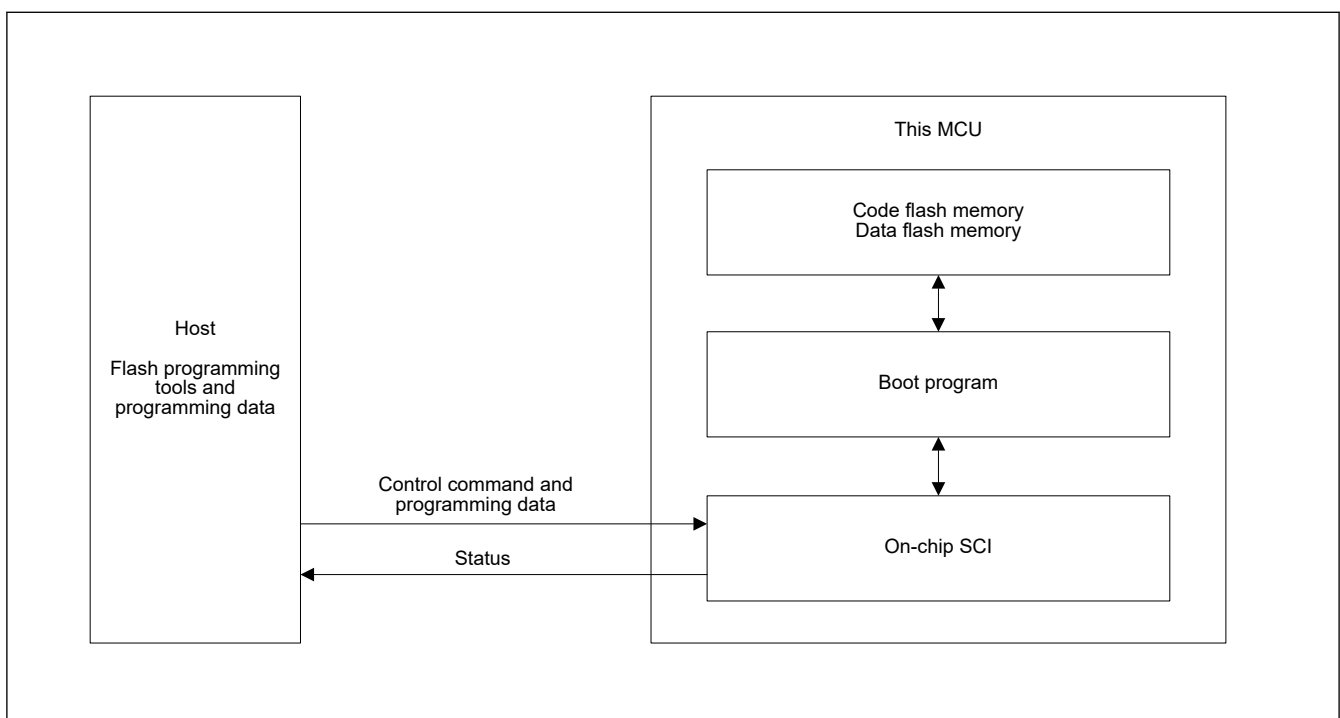 This MCU
Code flash memory
Data flash memory
Host
Flash programming
tools and
programming data
Boot program
Control command and
programming data
On-chip SCI
Status